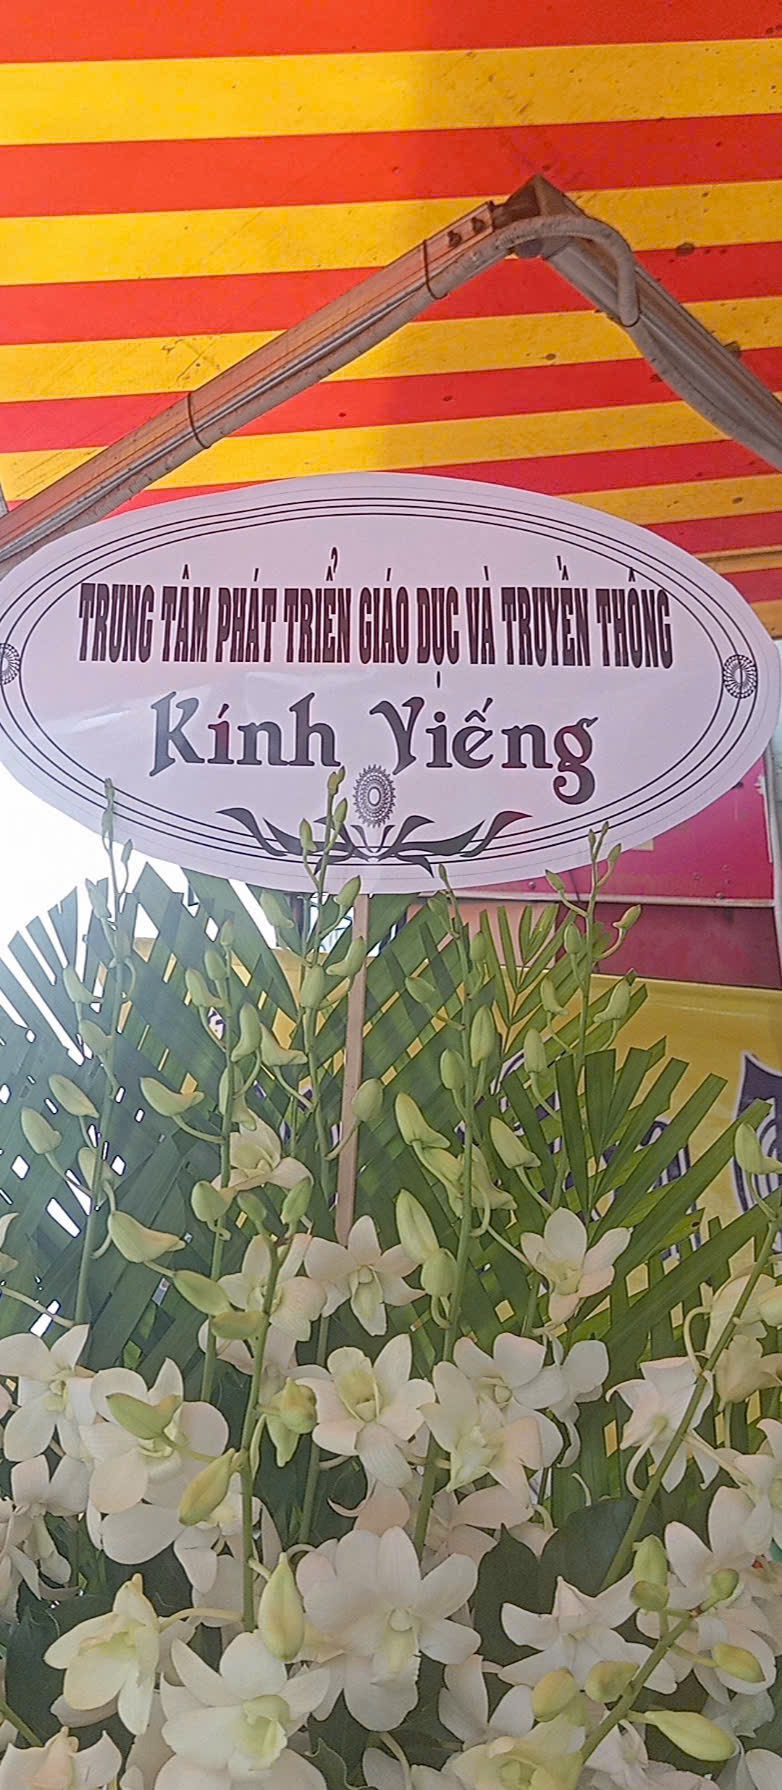 TRUNG TÂM PHÁT TRIỂN GIÁO DỤC VÀ TRUYỀN THÔNG
Kính Viếng